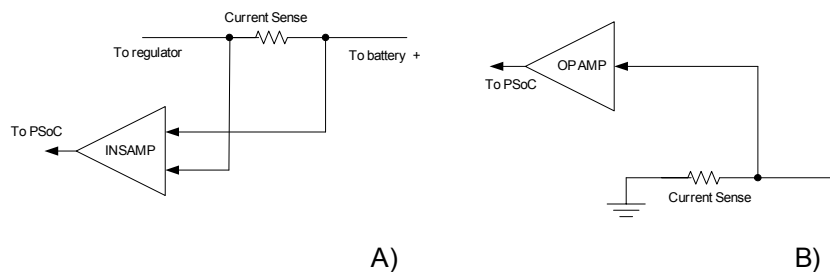 Current Sense
To regulator
To battery +
To PSoC
INSAMP
A)
OPAMP
To PSoC
Current Sense
B)